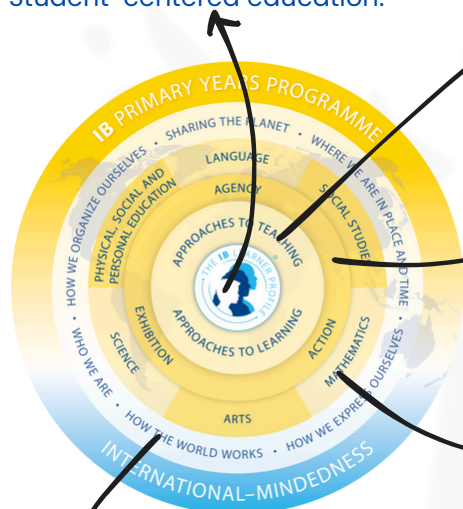 student-centered education.
IB PRIMARY YEARS PROGRAMME
SHARING THE PLANET • WHERE WE ARE IN PLACE AND TIME • HOW WE EXPRESS OURSELVES • HOW THE WORLD WORKS • WHO WE ARE • HOW WE ORGANIZE OURSELVES •
LANGUAGE
SOCIAL STUDIES
MATHEMATICS
ARTS
SCIENCE
PHYSICAL, SOCIAL AND
PERSONAL EDUCATION
AGENCY
ACTION
EXHIBITION
APPROACHES TO TEACHING
THE IB LEARNER PROFILE
APPROACHES TO LEARNING
INTERNATIONAL–MINDEDNESS